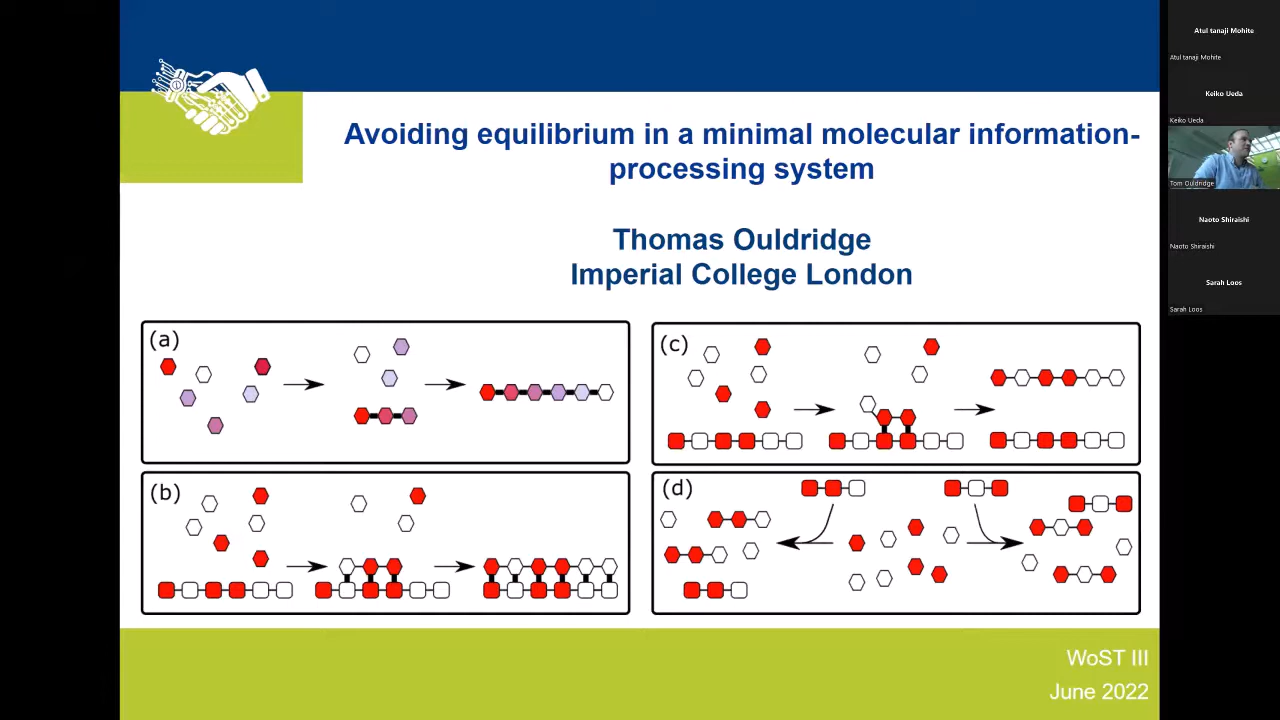 Avoiding equilibrium in a minimal molecular information-
processing system
Thomas Ouldridge
Imperial College London
(a)
(b)
(c)
(d)
WoST III
June 2022
Atul tanaji Mohite
Atul tanaji Mohite
Keiko Ueda
Keiko Ueda
Tom Ouldridge
Naoto Shiraishi
Naoto Shiraishi
Sarah Loos
Sarah Loos